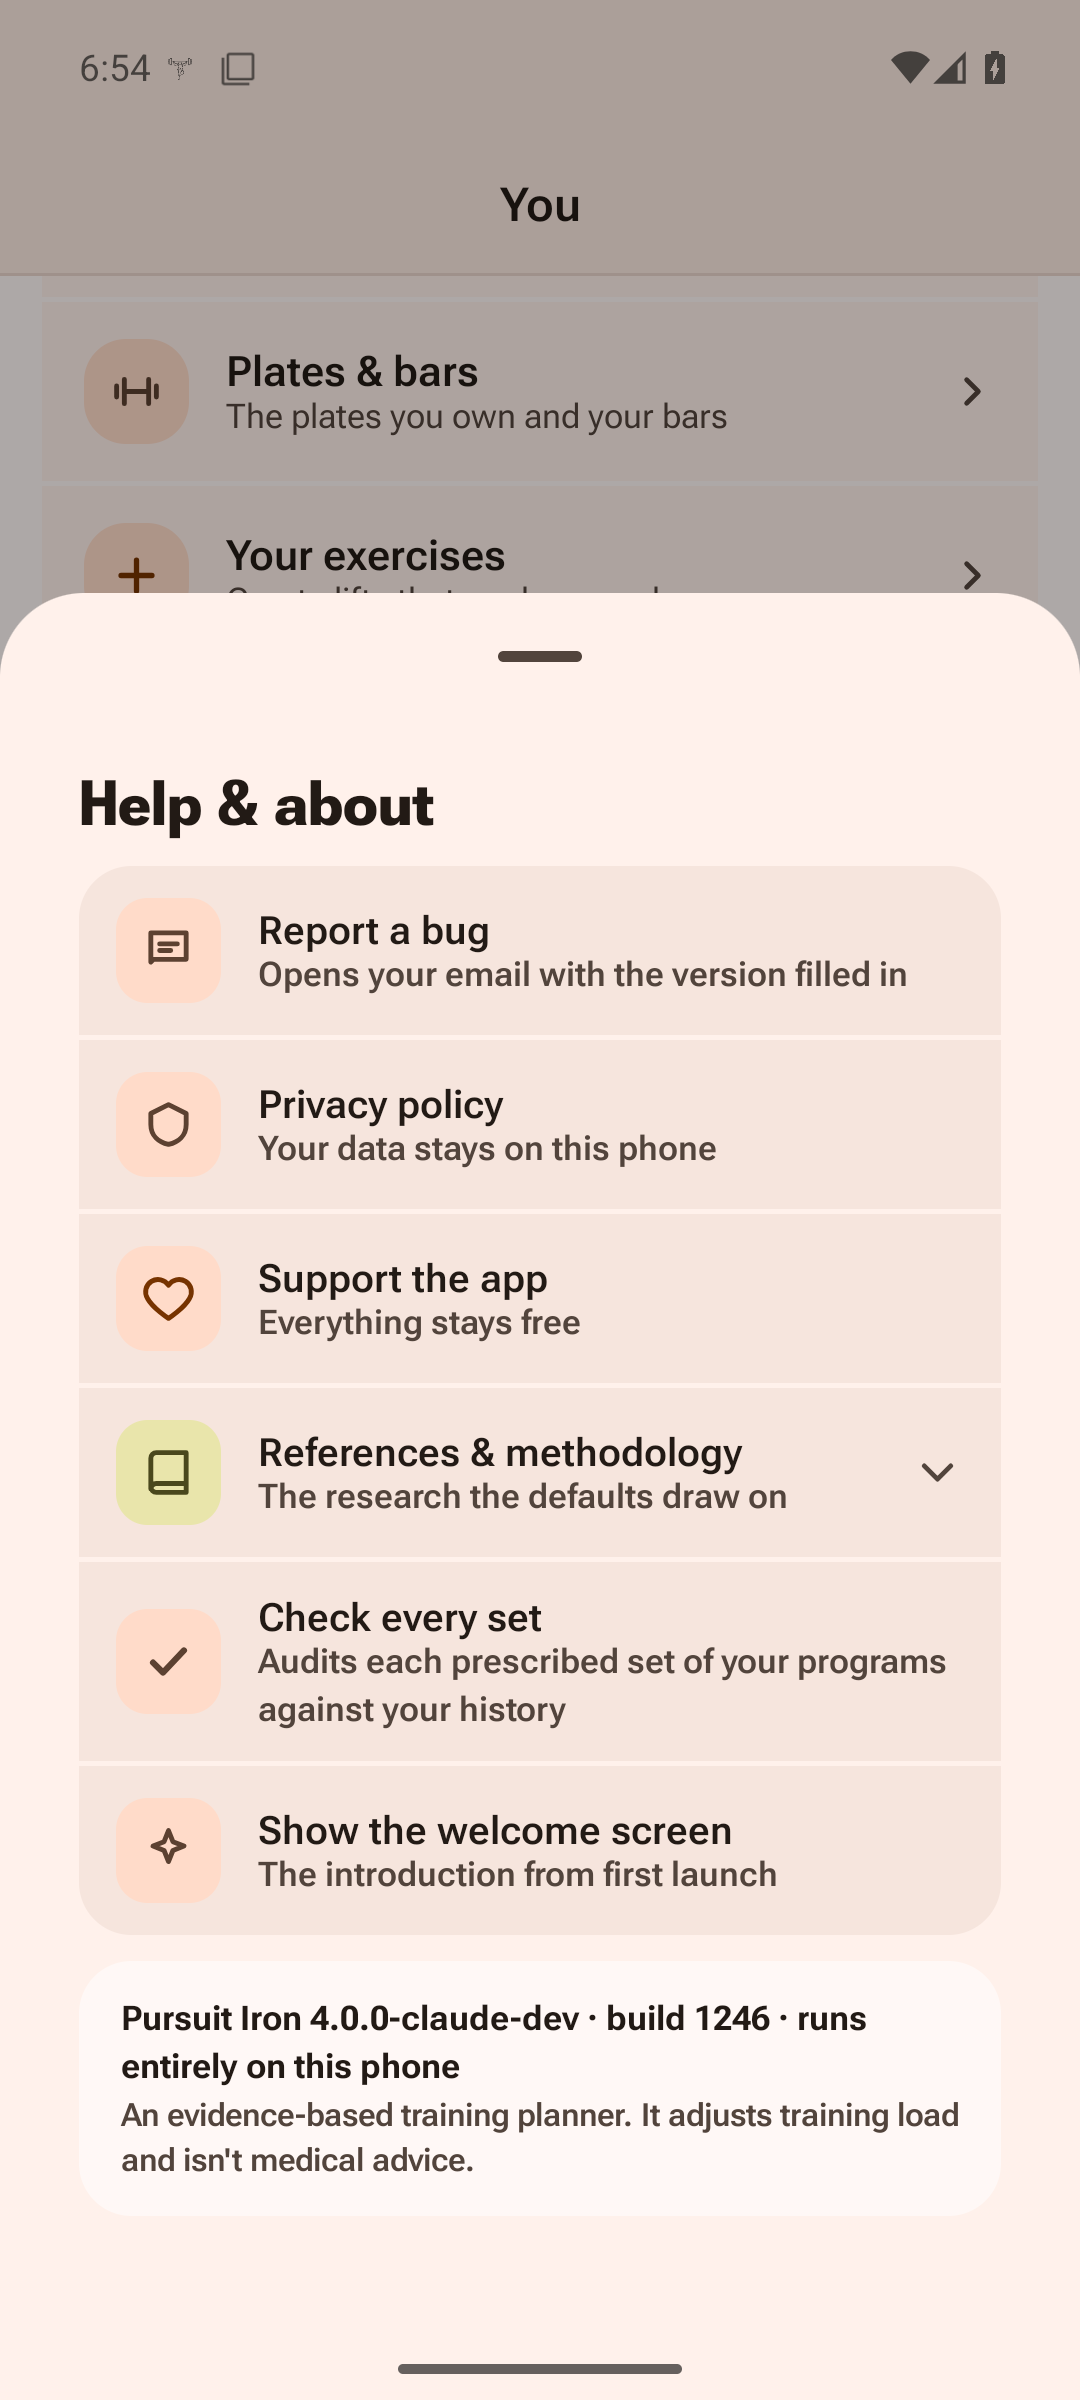 6:54
You
Plates & bars
The plates you own and your bars
Your exercises
Help & about
Report a bug
Opens your email with the version filled in
Privacy policy
Your data stays on this phone
Support the app
Everything stays free
References & methodology
The research the defaults draw on
Check every set
Audits each prescribed set of your programs
against your history
Show the welcome screen
The introduction from first launch
Pursuit Iron 4.0.0-claude-dev · build 1246 · runs
entirely on this phone
An evidence-based training planner. It adjusts training load
and isn't medical advice.